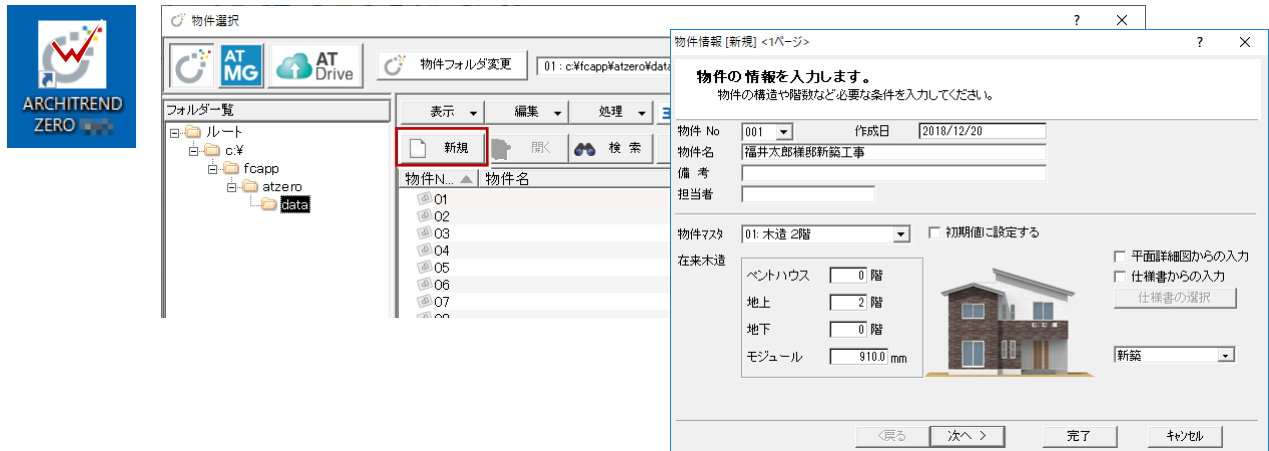 ARCHITREND
ZERO
物件選択
? ×
AT
MG
AT
Drive
物件フォルダ変更
01 : c:¥fcapp¥atzero¥data
フォルダ一覧
ルート
c:¥
fcapp
atzero
data
表示 編集 処理
新規 開く 検 索
物件N... 物件名
01
02
03
04
05
06
07
物件情報 [新規] <1ページ>
? ×
物件の情報を入力します。
物件の構造や階数など必要な条件を入力してください。
物件 No 001 作成日 2018/12/20
物件名 福井太郎様邸新築工事
備 考
担当者
物件マスタ 01: 木造 2階 初期値に設定する
在来木造
ペントハウス 0 階
地上 2 階
地下 0 階
モジュール 910.0 mm
平面詳細図からの入力
仕様書からの入力
仕様書の選択
新築
<戻る 次へ > 完了 キャンセル